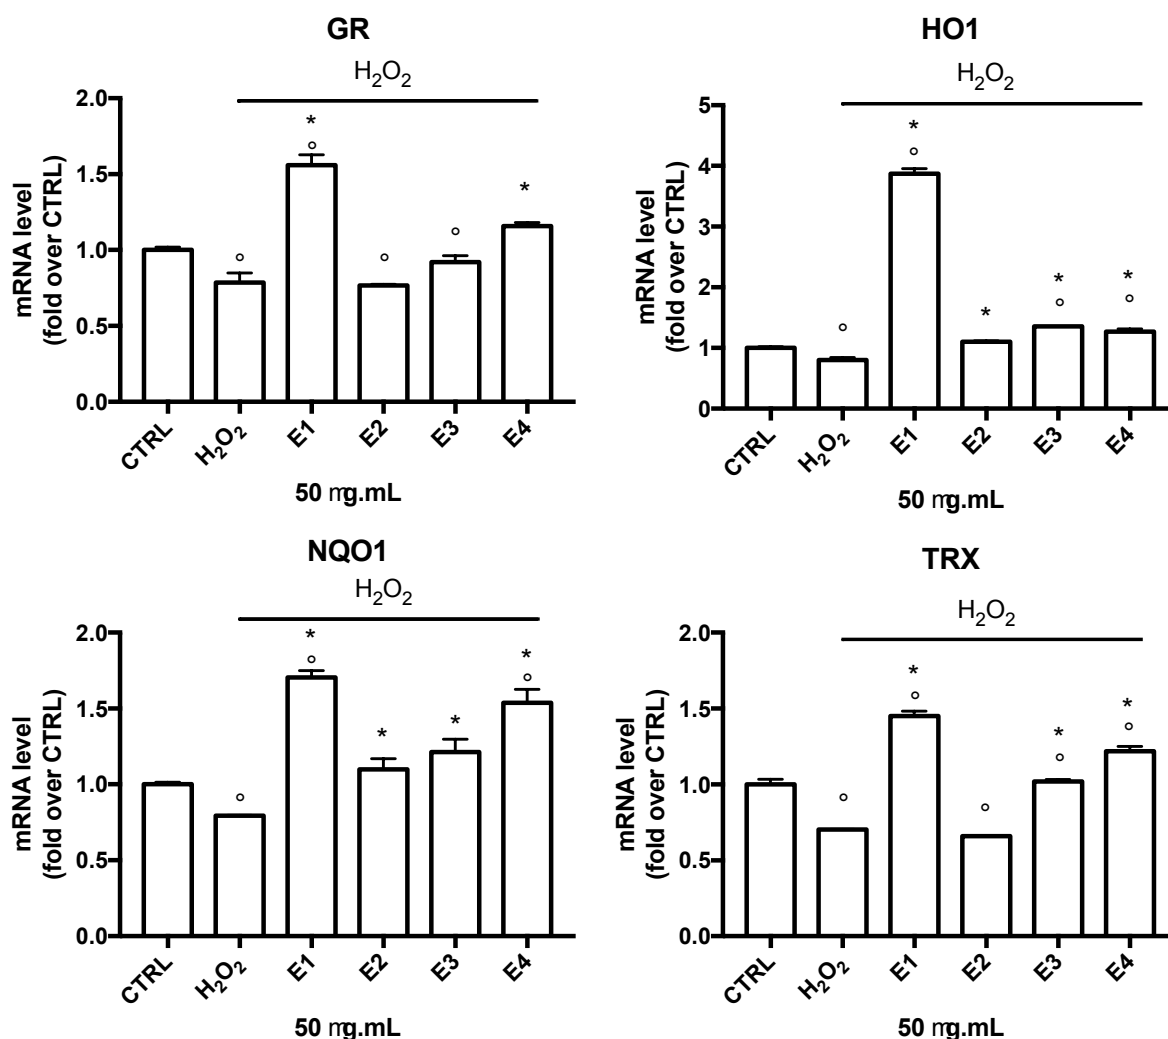 GR
H₂O₂
mRNA level
(fold over CTRL)
2.0
1.5
1.0
0.5
0.0
*
°
°
°
°
*
CTRL
H₂O₂
E1
E2
E3
E4
50 mg.mL
HO1
H₂O₂
mRNA level
(fold over CTRL)
5
4
3
2
1
0
°
*
°
*
*
°
*
°
CTRL
H₂O₂
E1
E2
E3
E4
50 mg.mL
NQO1
H₂O₂
mRNA level
(fold over CTRL)
2.0
1.5
1.0
0.5
0.0
°
*
°
*
*
*
°
CTRL
H₂O₂
E1
E2
E3
E4
50 mg.mL
TRX
H₂O₂
mRNA level
(fold over CTRL)
2.0
1.5
1.0
0.5
0.0
°
*
°
°
*
°
*
°
CTRL
H₂O₂
E1
E2
E3
E4
50 mg.mL